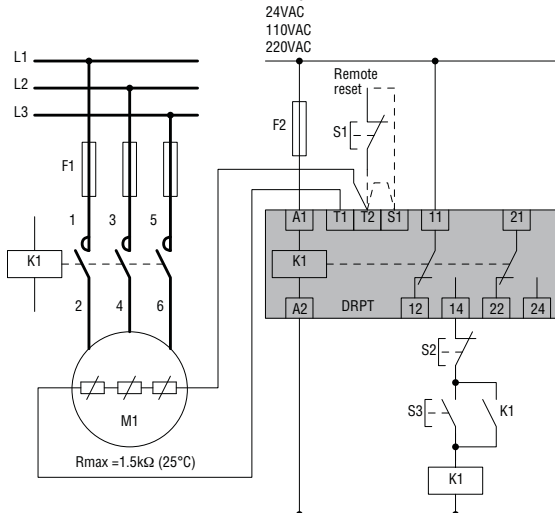 24VAC
110VAC
220VAC
L1
L2
L3
Remote
reset
F1
F2
S1
1
3
5
A1
T1
T2
S1
11
21
K1
K1
2
4
6
A2
DRPT
12
14
22
24
S2
M1
S3
K1
Rmax =1.5kΩ (25°C)
K1